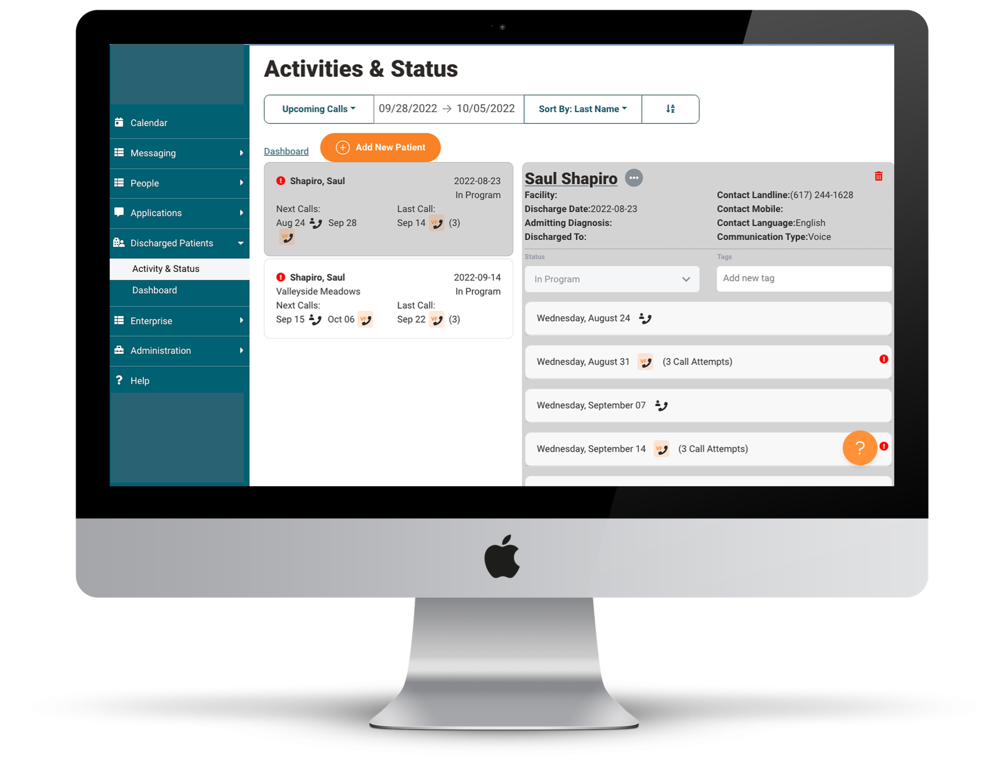 Activities & Status
Upcoming Calls
09/28/2022 → 10/05/2022
Sort By: Last Name
Dashboard
Add New Patient
Calendar
Messaging
People
Applications
Discharged Patients
Activity & Status
Dashboard
Enterprise
Administration
Help
Shapiro, Saul 2022-08-23
In Program
Next Calls: Last Call:
Aug 24 Sep 28 Sep 14 VF (3)
VF
Shapiro, Saul 2022-09-14
Valleyside Meadows In Program
Next Calls: Last Call:
Sep 15 Oct 06 VF Sep 22 VF (3)
Saul Shapiro
Facility: Contact Landline:(617) 244-1628
Discharge Date:2022-08-23 Contact Mobile:
Admitting Diagnosis: Contact Language:English
Discharged To: Communication Type:Voice
Status Tags
In Program Add new tag
Wednesday, August 24
Wednesday, August 31 VF (3 Call Attempts)
Wednesday, September 07
Wednesday, September 14 VF (3 Call Attempts)
?